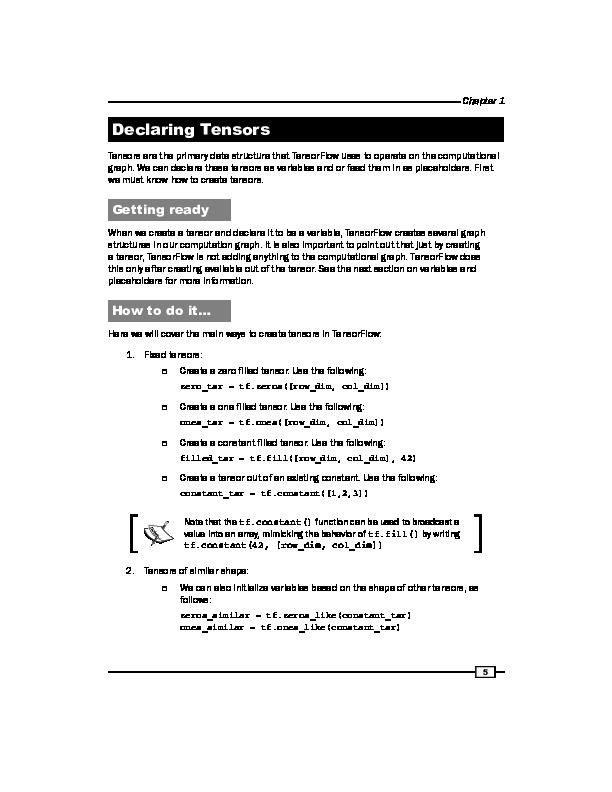 Chapter 1
Declaring Tensors
Tensors are the primary data structure that TensorFlow uses to operate on the computational
graph. We can declare these tensors as variables and or feed them in as placeholders. First
we must know how to create tensors.
Getting ready
When we create a tensor and declare it to be a variable, TensorFlow creates several graph
structures in our computation graph. It is also important to point out that just by creating
a tensor, TensorFlow is not adding anything to the computational graph. TensorFlow does
this only after creating available out of the tensor. See the next section on variables and
placeholders for more information.
How to do it…
Here we will cover the main ways to create tensors in TensorFlow:
1. Fixed tensors:
Create a zero filled tensor. Use the following:
zero_tsr = tf.zeros([row_dim, col_dim])
Create a one filled tensor. Use the following:
ones_tsr = tf.ones([row_dim, col_dim])
Create a constant filled tensor. Use the following:
filled_tsr = tf.fill([row_dim, col_dim], 42)
Create a tensor out of an existing constant. Use the following:
constant_tsr = tf.constant([1,2,3])
Note that the tf.constant() function can be used to broadcast a
value into an array, mimicking the behavior of tf.fill() by writing
tf.constant(42, [row_dim, col_dim])
2. Tensors of similar shape:
We can also initialize variables based on the shape of other tensors, as
follows:
zeros_similar = tf.zeros_like(constant_tsr)
ones_similar = tf.ones_like(constant_tsr)
5